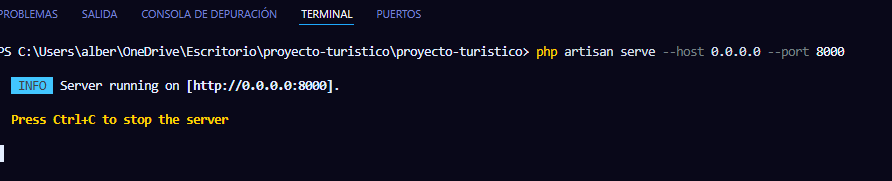 PROBLEMAS SALIDA CONSOLA DE DEPURACIÓN TERMINAL PUERTOS
PS C:\Users\alber\OneDrive\Escritorio\proyecto-turistico\proyecto-turistico> php artisan serve --host 0.0.0.0 --port 8000
INFO Server running on [http://0.0.0.0:8000].
Press Ctrl+C to stop the server